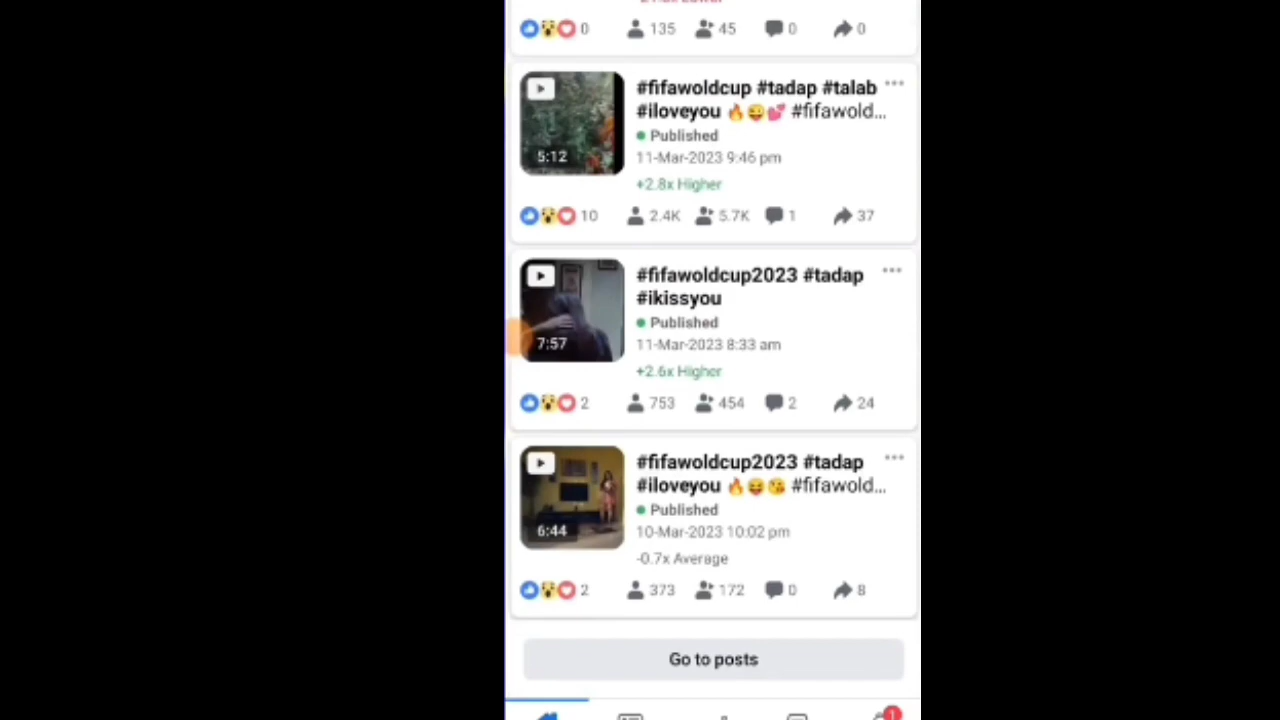 0 135 45 0 0
#fifawoldcup #tadap #talab
#iloveyou 🔥😜💕 #fifawold...
Published
5:12
11-Mar-2023 9:46 pm
+2.8x Higher
10 2.4K 5.7K 1 37
#fifawoldcup2023 #tadap
#ikissyou
Published
7:57
11-Mar-2023 8:33 am
+2.6x Higher
2 753 454 2 24
#fifawoldcup2023 #tadap
#iloveyou 🔥😝😘 #fifawold...
Published
6:44
10-Mar-2023 10:02 pm
-0.7x Average
2 373 172 0 8
Go to posts
1